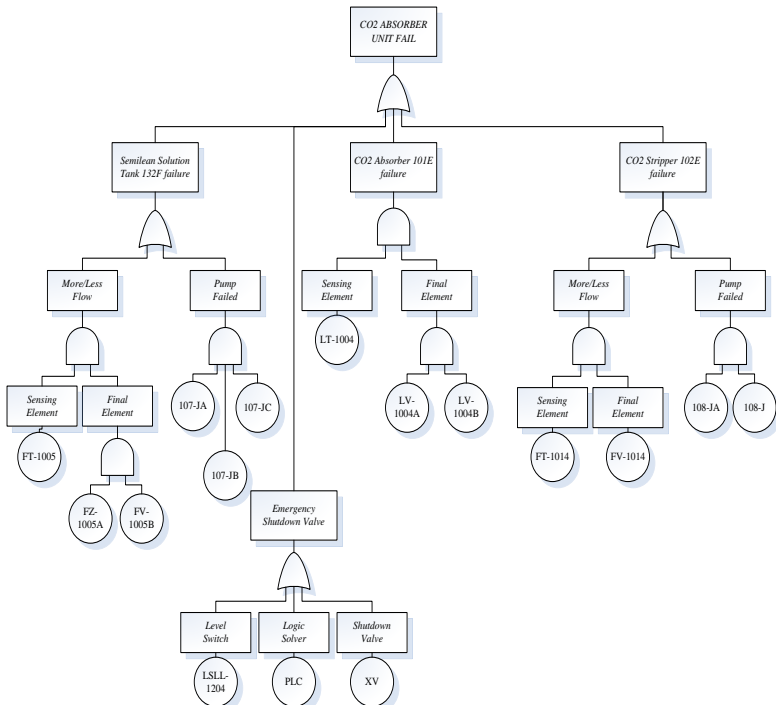 CO2 ABSORBER
UNIT FAIL
Semilean Solution
Tank 132F failure
CO2 Absorber 101E
failure
CO2 Stripper 102E
failure
More/Less
Flow
Pump
Failed
Sensing
Element
Final
Element
More/Less
Flow
Pump
Failed
LT-1004
Sensing
Element
Final
Element
107-JA
107-JC
LV-
1004A
LV-
1004B
Sensing
Element
Final
Element
108-JA
108-J
FT-1005
FT-1014
FV-1014
107-JB
FZ-
1005A
FV-
1005B
Emergency
Shutdown Valve
Level
Switch
Logic
Solver
Shutdown
Valve
LSLL-
1204
PLC
XV